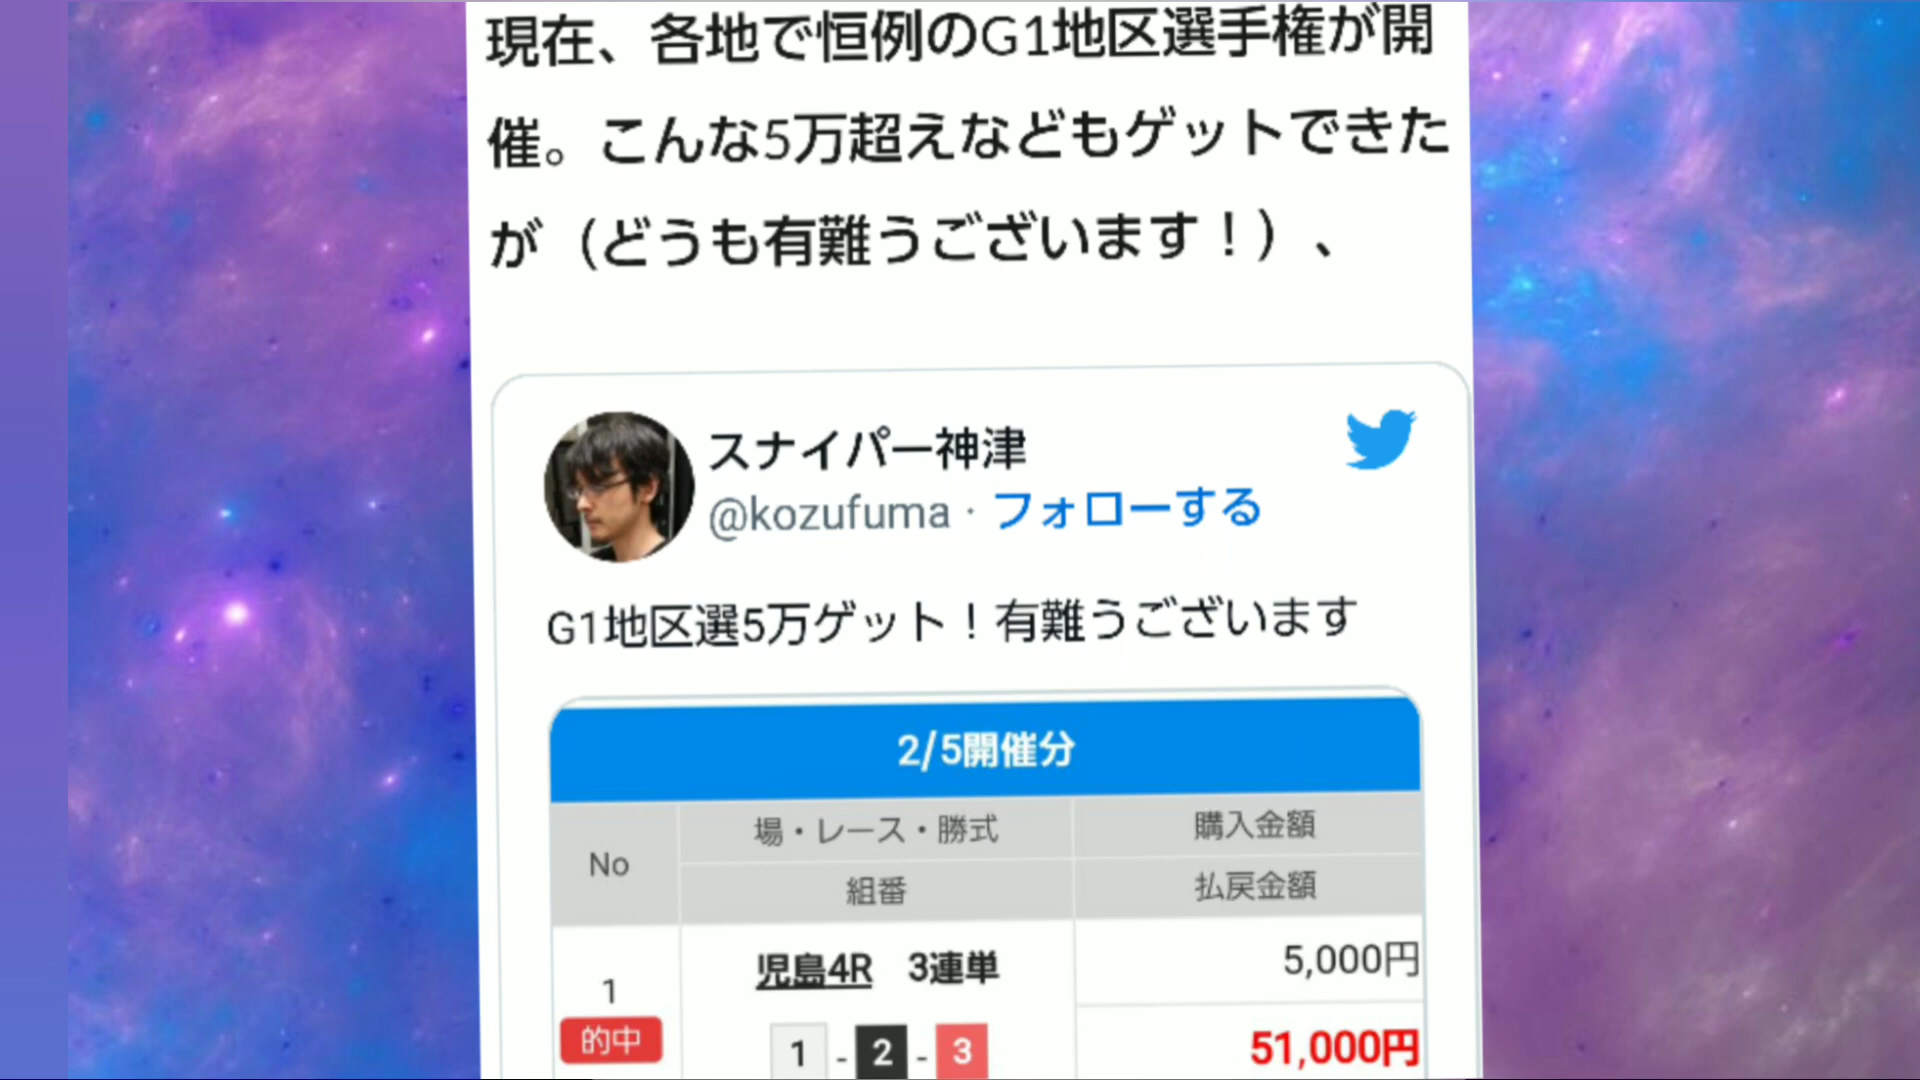 現在、各地で恒例のG1地区選手権が開
催。こんな5万超えなどもゲットできた
が（どうも有難うございます！）、
スナイパー神津
@kozufuma · フォローする
G1地区選5万ゲット！有難うございます
2/5開催分
No
場・レース・勝式
購入金額
組番
払戻金額
1
的中
児島4R 3連単
5,000円
1 - 2 - 3
51,000円